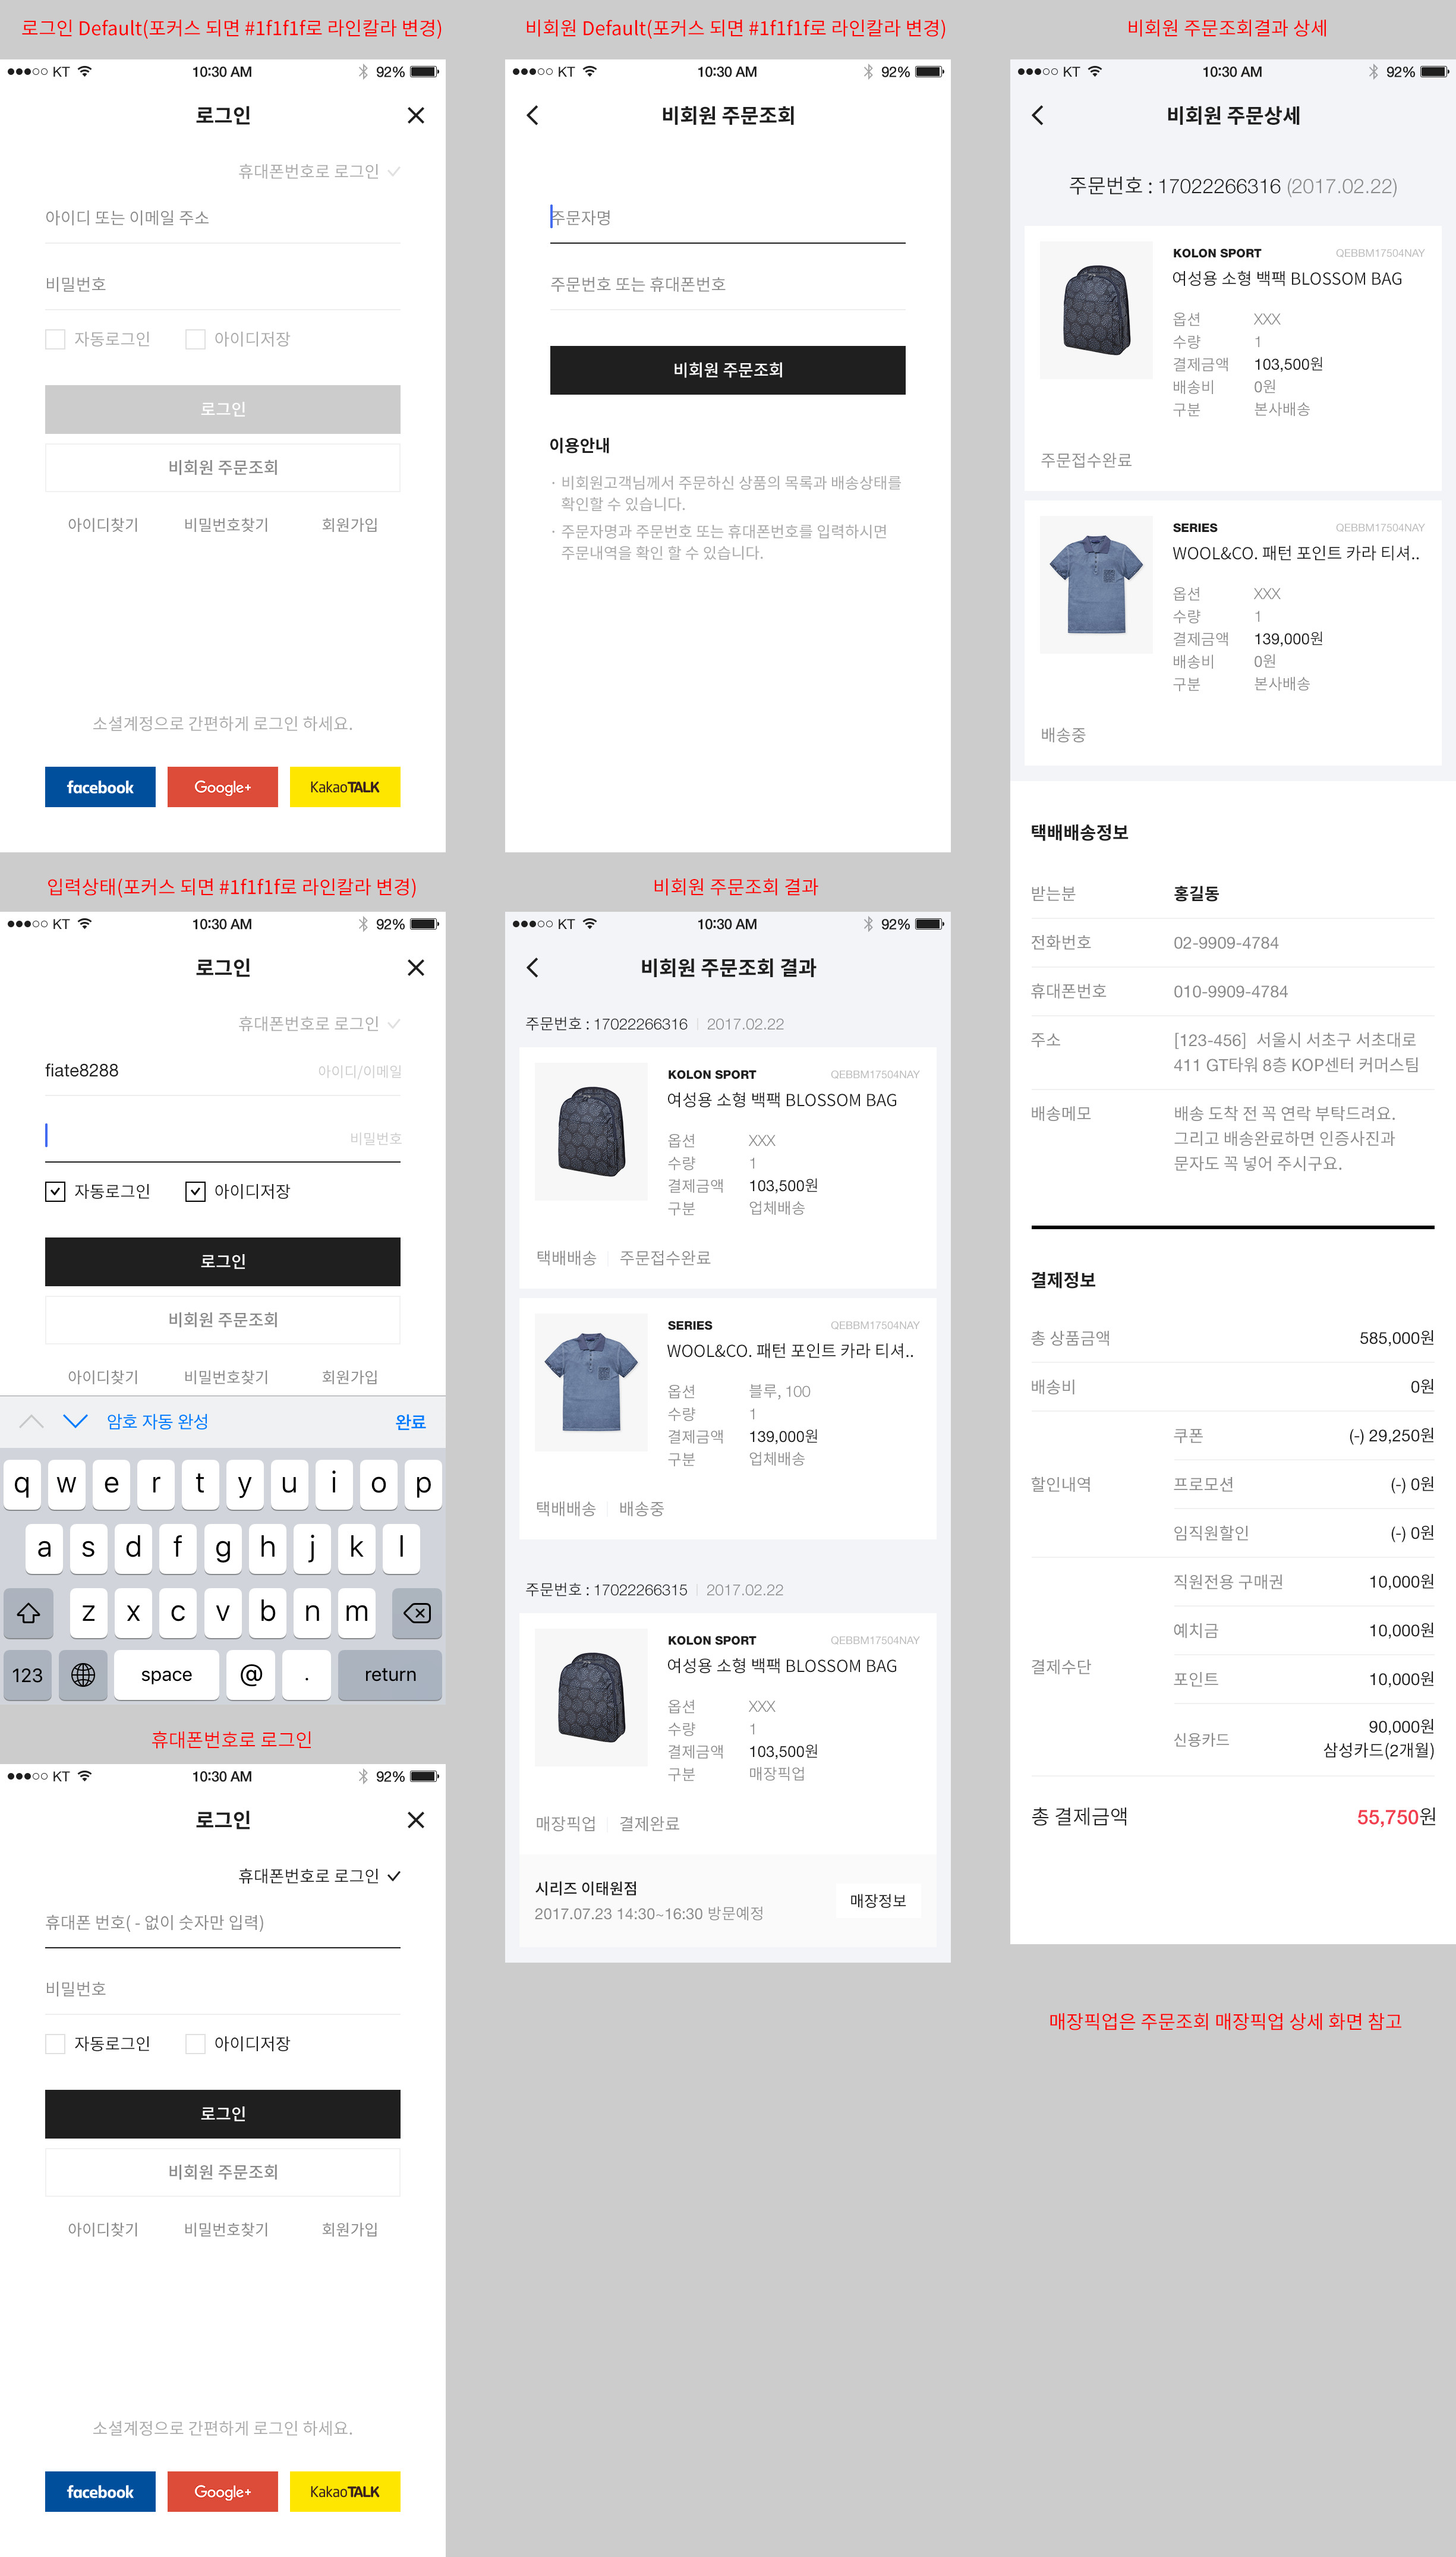 로그인 Default(포커스 되면 #1f1f1f로 라인칼라 변경)
KT 10:30 AM 92%
로그인
휴대폰번호로 로그인
아이디 또는 이메일 주소
비밀번호
자동로그인 아이디저장
로그인
비회원 주문조회
아이디찾기 비밀번호찾기 회원가입
소셜계정으로 간편하게 로그인 하세요.
facebook Google+ KakaoTALK
입력상태(포커스 되면 #1f1f1f로 라인칼라 변경)
KT 10:30 AM 92%
로그인
휴대폰번호로 로그인
fiate8288 아이디/이메일
비밀번호
자동로그인 아이디저장
로그인
비회원 주문조회
아이디찾기 비밀번호찾기 회원가입
암호 자동 완성 완료
q w e r t y u i o p
a s d f g h j k l
z x c v b n m
123 space @ . return
휴대폰번호로 로그인
KT 10:30 AM 92%
로그인
휴대폰번호로 로그인
휴대폰 번호( - 없이 숫자만 입력)
비밀번호
자동로그인 아이디저장
로그인
비회원 주문조회
아이디찾기 비밀번호찾기 회원가입
소셜계정으로 간편하게 로그인 하세요.
facebook Google+ KakaoTALK
비회원 Default(포커스 되면 #1f1f1f로 라인칼라 변경)
KT 10:30 AM 92%
비회원 주문조회
주문자명
주문번호 또는 휴대폰번호
비회원 주문조회
이용안내
· 비회원고객님께서 주문하신 상품의 목록과 배송상태를
확인할 수 있습니다.
· 주문자명과 주문번호 또는 휴대폰번호를 입력하시면
주문내역을 확인 할 수 있습니다.
비회원 주문조회 결과
KT 10:30 AM 92%
비회원 주문조회 결과
주문번호 : 17022266316 | 2017.02.22
KOLON SPORT QEBBM17504NAY
여성용 소형 백팩 BLOSSOM BAG
옵션 XXX
수량 1
결제금액 103,500원
구분 업체배송
택배배송 | 주문접수완료
SERIES QEBBM17504NAY
WOOL&CO. 패턴 포인트 카라 티셔..
옵션 블루, 100
수량 1
결제금액 139,000원
구분 업체배송
택배배송 | 배송중
주문번호 : 17022266315 | 2017.02.22
KOLON SPORT QEBBM17504NAY
여성용 소형 백팩 BLOSSOM BAG
옵션 XXX
수량 1
결제금액 103,500원
구분 매장픽업
매장픽업 | 결제완료
시리즈 이태원점
2017.07.23 14:30~16:30 방문예정
매장정보
비회원 주문조회결과 상세
KT 10:30 AM 92%
비회원 주문상세
주문번호 : 17022266316 (2017.02.22)
KOLON SPORT QEBBM17504NAY
여성용 소형 백팩 BLOSSOM BAG
옵션 XXX
수량 1
결제금액 103,500원
배송비 0원
구분 본사배송
주문접수완료
SERIES QEBBM17504NAY
WOOL&CO. 패턴 포인트 카라 티셔..
옵션 XXX
수량 1
결제금액 139,000원
배송비 0원
구분 본사배송
배송중
택배배송정보
받는분 홍길동
전화번호 02-9909-4784
휴대폰번호 010-9909-4784
주소 [123-456] 서울시 서초구 서초대로
411 GT타워 8층 KOP센터 커머스팀
배송메모 배송 도착 전 꼭 연락 부탁드려요.
그리고 배송완료하면 인증사진과
문자도 꼭 넣어 주시구요.
결제정보
총 상품금액 585,000원
배송비 0원
쿠폰 (-) 29,250원
할인내역 프로모션 (-) 0원
임직원할인 (-) 0원
직원전용 구매권 10,000원
예치금 10,000원
결제수단
포인트 10,000원
신용카드 90,000원
삼성카드(2개월)
총 결제금액 55,750원
매장픽업은 주문조회 매장픽업 상세 화면 참고